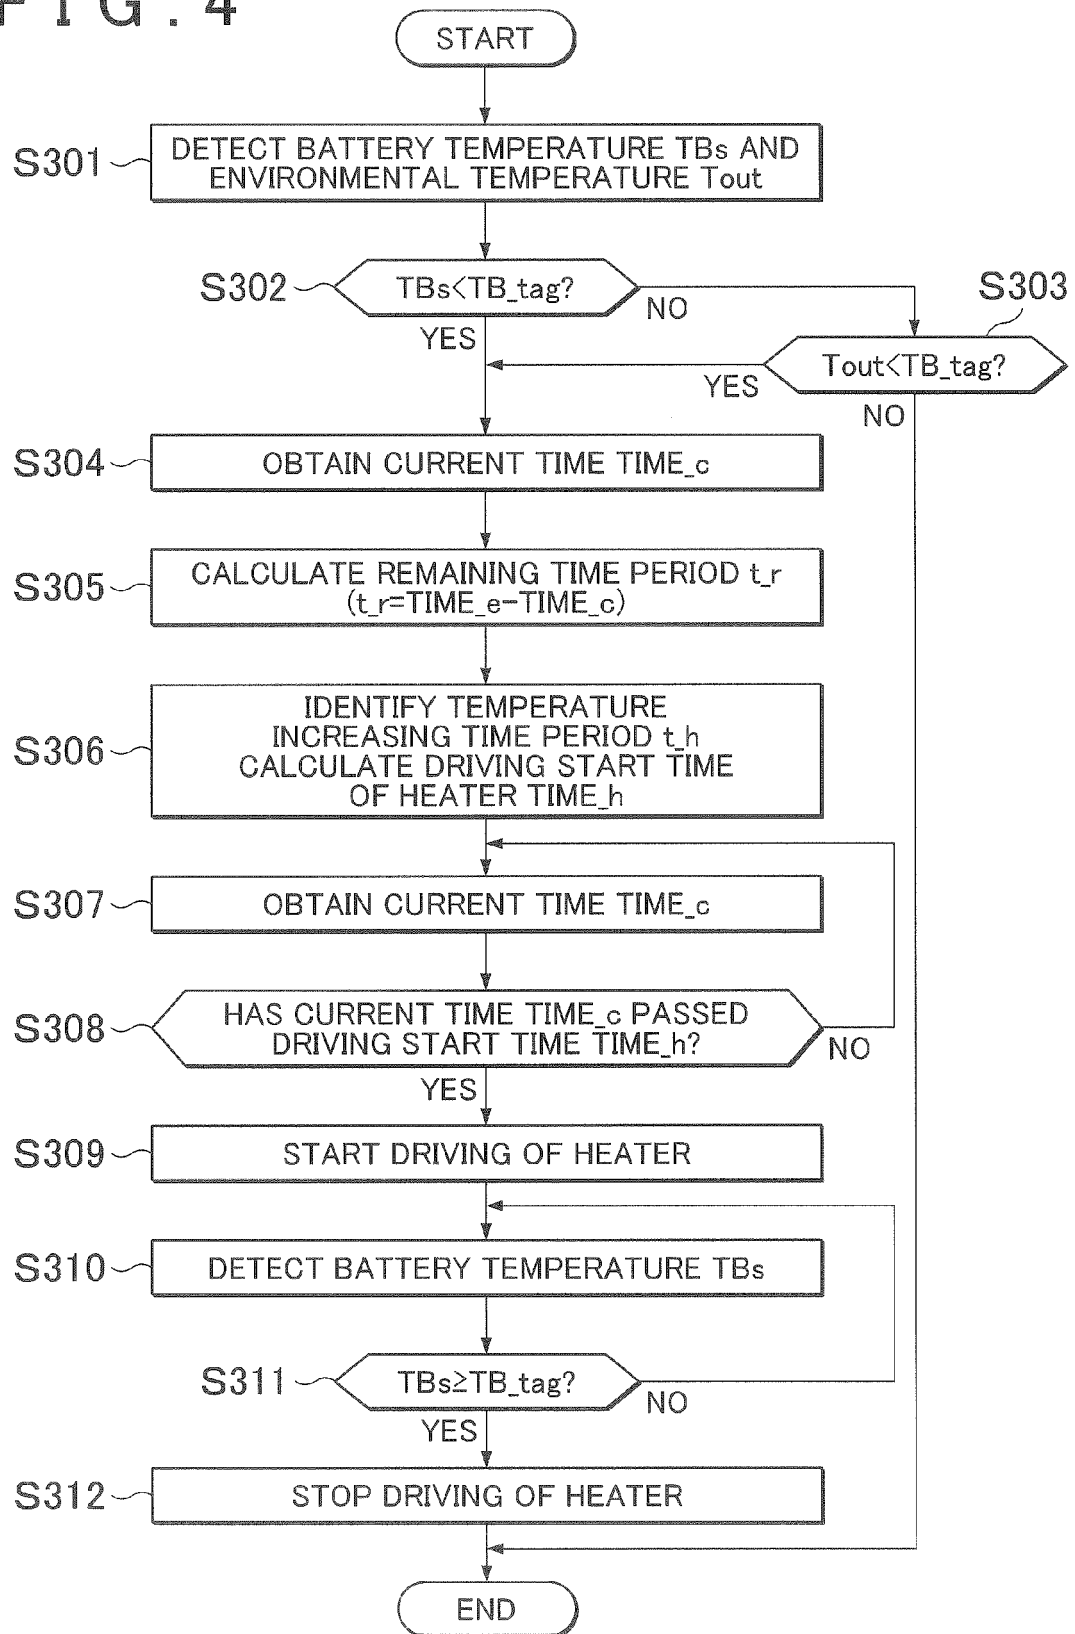 FIG. 4
START
S301
DETECT BATTERY TEMPERATURE TBs AND
ENVIRONMENTAL TEMPERATURE Tout
S302
TBs<TB_tag?
NO
YES
S303
Tout<TB_tag?
YES
NO
S304
OBTAIN CURRENT TIME TIME_c
S305
CALCULATE REMAINING TIME PERIOD t_r
(t_r=TIME_e-TIME_c)
S306
IDENTIFY TEMPERATURE
INCREASING TIME PERIOD t_h
CALCULATE DRIVING START TIME
OF HEATER TIME_h
S307
OBTAIN CURRENT TIME TIME_c
S308
HAS CURRENT TIME TIME_c PASSED
DRIVING START TIME TIME_h?
NO
YES
S309
START DRIVING OF HEATER
S310
DETECT BATTERY TEMPERATURE TBs
S311
TBs≥TB_tag?
NO
YES
S312
STOP DRIVING OF HEATER
END